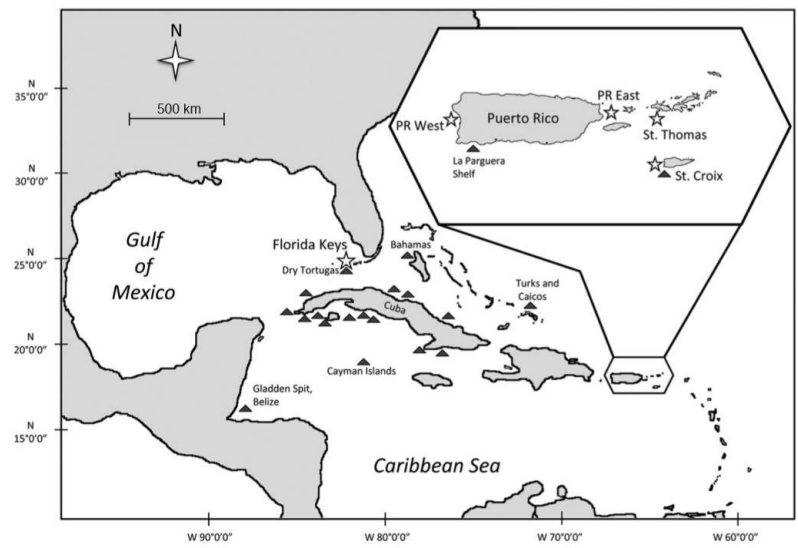 N
500 km
N
35°0'0"
N
30°0'0"
N
25°0'0"
N
20°0'0"
N
15°0'0"
PR West
Puerto Rico
PR East
St. Thomas
La Parguera
Shelf
St. Croix
Gulf
of
Mexico
Florida Keys
Dry Tortugas
Bahamas
Turks and
Caicos
Cuba
Cayman Islands
Gladden Spit,
Belize
Caribbean Sea
W 90°0'0"
W 80°0'0"
W 70°0'0"
W 60°0'0"